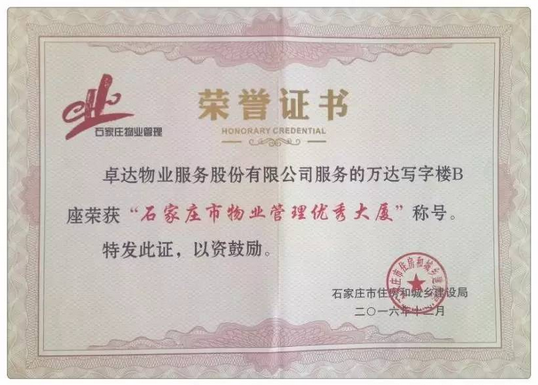 石家庄物业管理
荣誉证书
HONORARY CREDENTIAL
卓达物业服务股份有限公司服务的万达写字楼B
座荣获“石家庄市物业管理优秀大厦”称号。
特发此证，以资鼓励。
石家庄市住房和城乡建设局
二〇一六年十二月